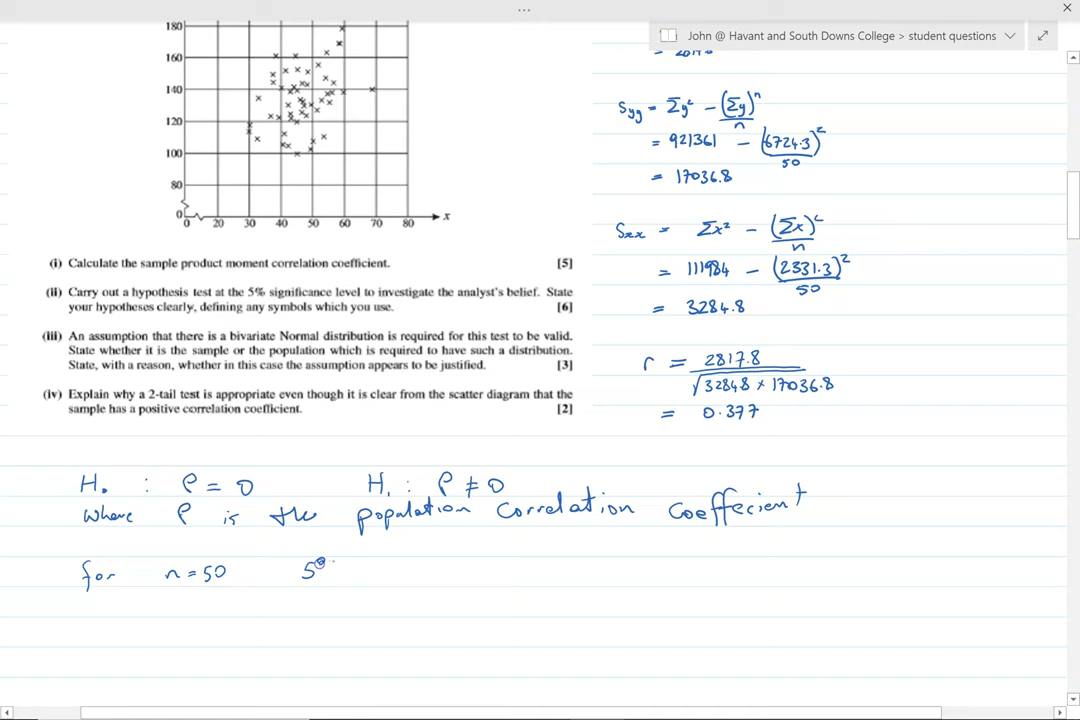 ...
John @ Havant and South Downs College > student questions
180
160
140
120
100
80
0
0 20 30 40 50 60 70 80 x
(i) Calculate the sample product moment correlation coefficient. [5]
(ii) Carry out a hypothesis test at the 5% significance level to investigate the analyst's belief. State
your hypotheses clearly, defining any symbols which you use. [6]
(iii) An assumption that there is a bivariate Normal distribution is required for this test to be valid.
State whether it is the sample or the population which is required to have such a distribution.
State, with a reason, whether in this case the assumption appears to be justified. [3]
(iv) Explain why a 2-tail test is appropriate even though it is clear from the scatter diagram that the
sample has a positive correlation coefficient. [2]
Syy = Σy² - (Σy)^n / n
= 921361 - (6724.3)² / 50
= 17036.8
Sxx = Σx² - (Σx)² / n
= 111984 - (2331.3)² / 50
= 3284.8
r = 2817.8 / √3284.8 × 17036.8
= 0.377
H₀ : ρ = 0 H₁ : ρ ≠ 0
where ρ is the population correlation coeffecient
for n = 50 5